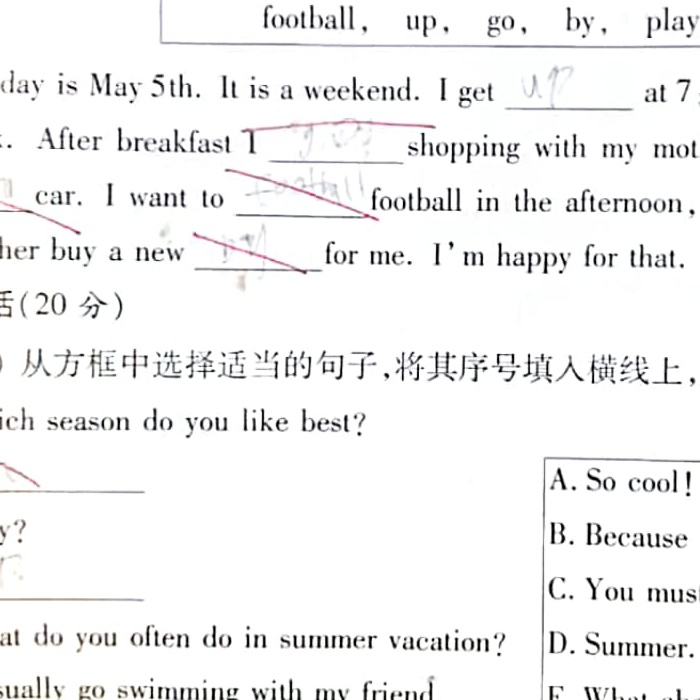 football, up, go, by, play
day is May 5th. It is a weekend. I get up at 7
. After breakfast I shopping with my mot
car. I want to football football in the afternoon,
her buy a new for me. I'm happy for that.
话(20 分)
) 从方框中选择适当的句子,将其序号填入横线上,
ich season do you like best?
A. So cool!
y?
B. Because
C. You mus
at do you often do in summer vacation?
D. Summer.
sually go swimming with my friend
E. What ab